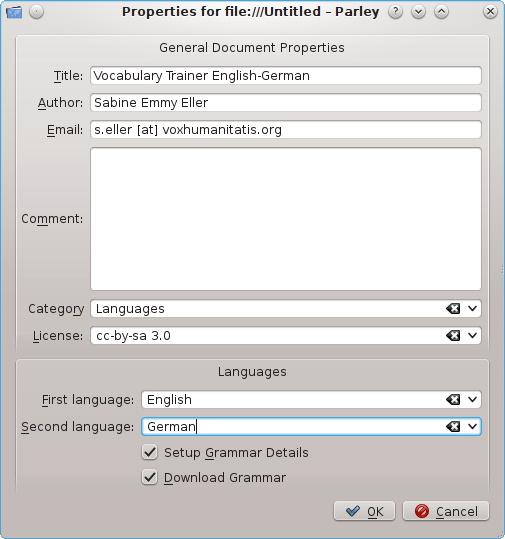 Properties for file:///Untitled – Parley
General Document Properties
Title: Vocabulary Trainer English-German
Author: Sabine Emmy Eller
Email: s.eller [at] voxhumanitatis.org
Comment:
Category Languages
License: cc-by-sa 3.0
Languages
First language: English
Second language: German
Setup Grammar Details
Download Grammar
OK Cancel